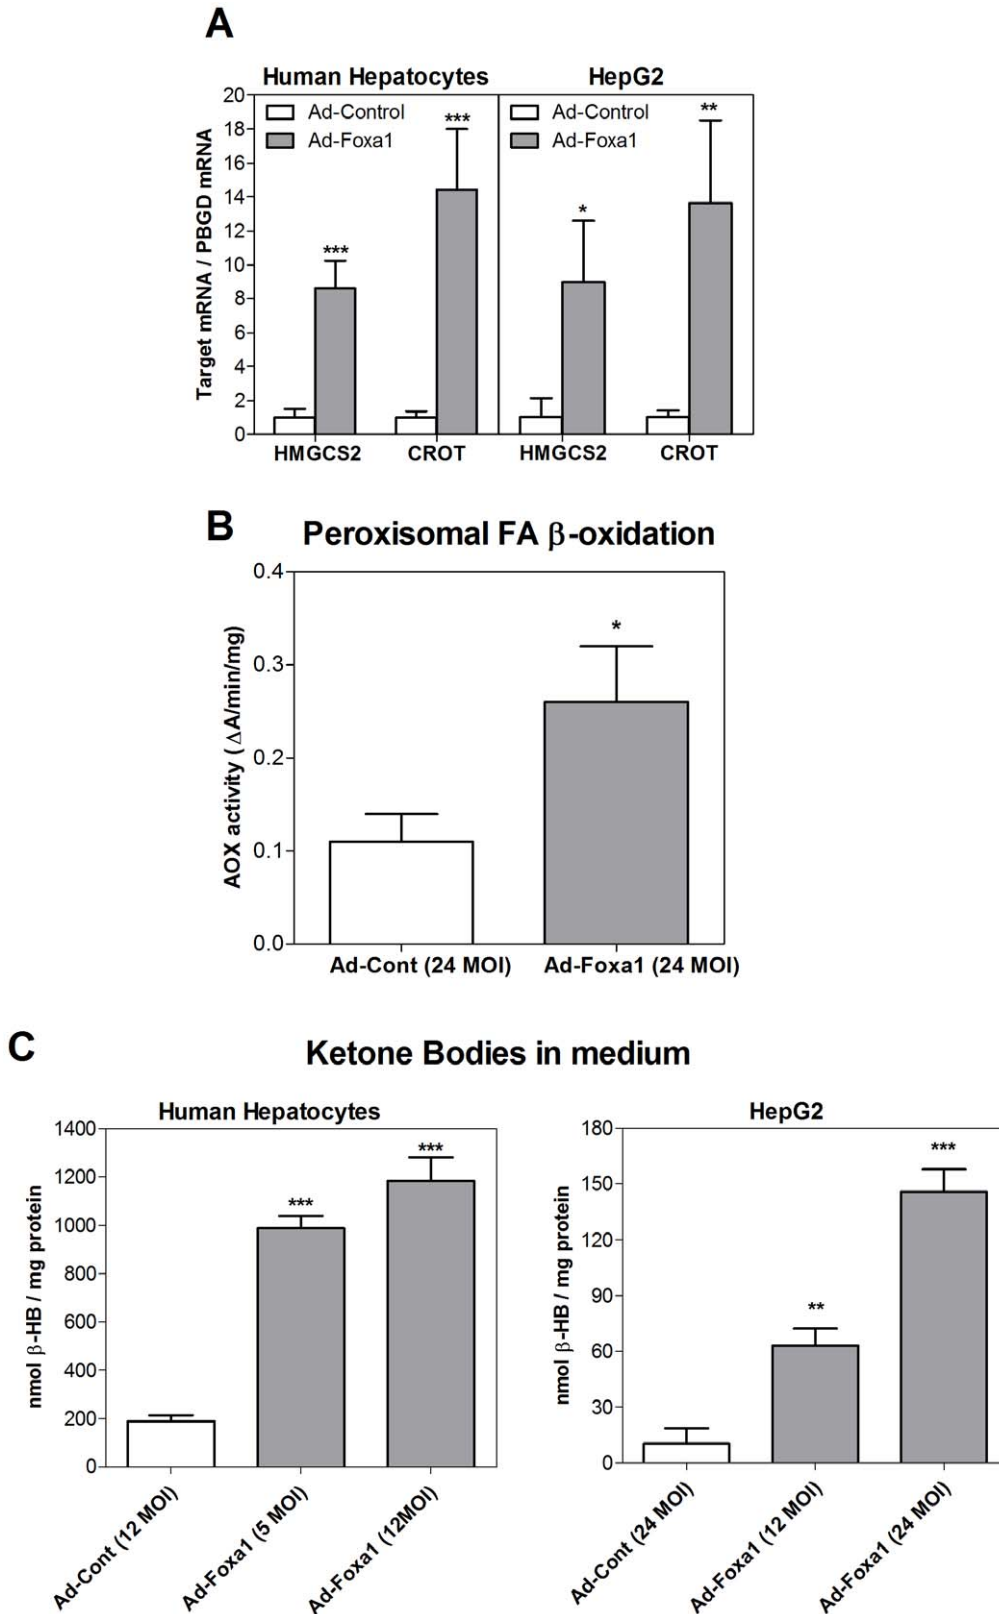 A
Human Hepatocytes
HepG2
Ad-Control
Ad-Foxa1
Ad-Control
Ad-Foxa1
Target mRNA / PBGD mRNA
20
18
16
14
12
10
8
6
4
2
0
***
***
*
**
HMGCS2
CROT
HMGCS2
CROT
B
Peroxisomal FA β-oxidation
AOX activity (ΔA/min/mg)
0.4
0.3
0.2
0.1
0.0
*
Ad-Cont (24 MOI)
Ad-Foxa1 (24 MOI)
C
Ketone Bodies in medium
Human Hepatocytes
nmol β-HB / mg protein
1400
1200
1000
800
600
400
200
0
***
***
Ad-Cont (12 MOI)
Ad-Foxa1 (5 MOI)
Ad-Foxa1 (12MOI)
HepG2
nmol β-HB / mg protein
180
150
120
90
60
30
0
**
***
Ad-Cont (24 MOI)
Ad-Foxa1 (12 MOI)
Ad-Foxa1 (24 MOI)